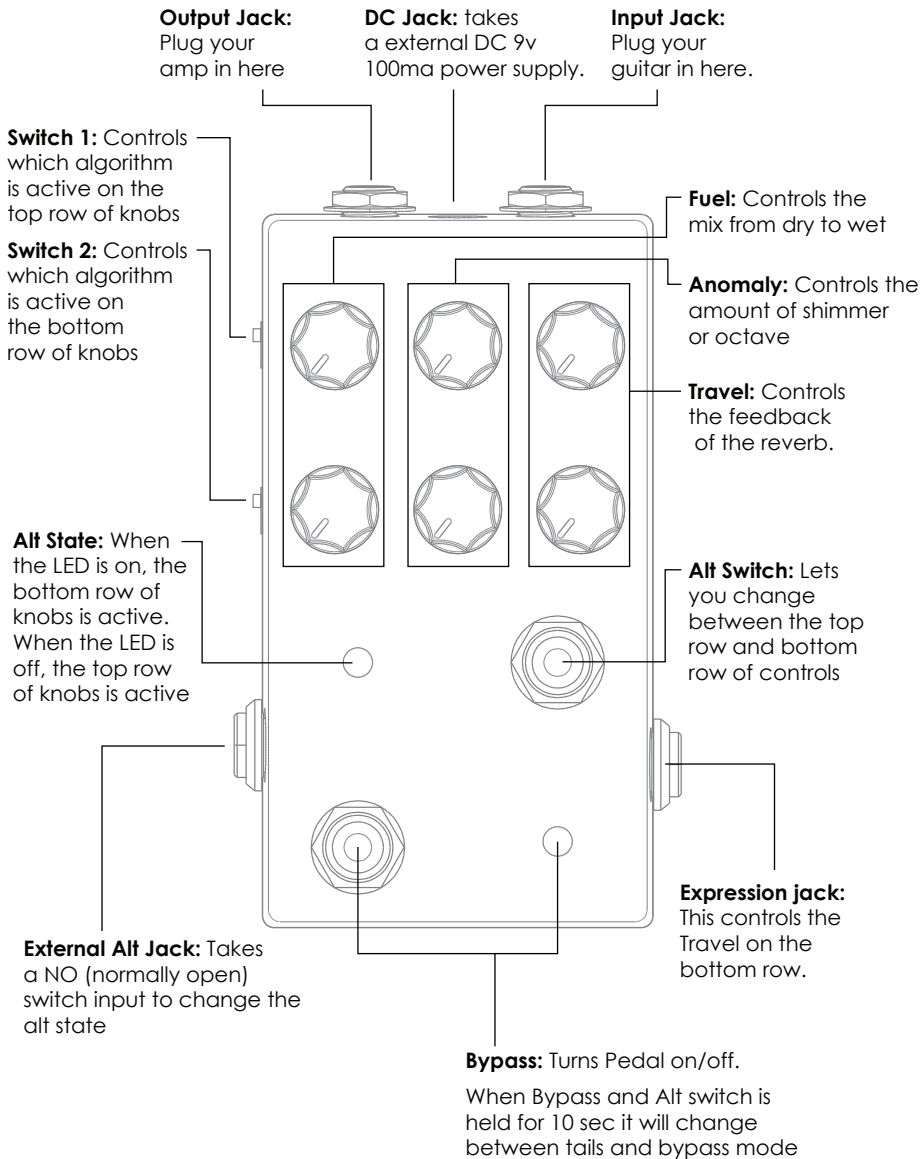 Output Jack:
Plug your
amp in here
DC Jack: takes
a external DC 9v
100ma power supply.
Input Jack:
Plug your
guitar in here.
Switch 1: Controls
which algorithm
is active on the
top row of knobs
Switch 2: Controls
which algorithm
is active on
the bottom
row of knobs
Fuel: Controls the
mix from dry to wet
Anomaly: Controls the
amount of shimmer
or octave
Travel: Controls
the feedback
of the reverb.
Alt State: When
the LED is on, the
bottom row of
knobs is active.
When the LED is
off, the top row
of knobs is active
Alt Switch: Lets
you change
between the top
row and bottom
row of controls
External Alt Jack: Takes
a NO (normally open)
switch input to change the
alt state
Expression jack:
This controls the
Travel on the
bottom row.
Bypass: Turns Pedal on/off.
When Bypass and Alt switch is
held for 10 sec it will change
between tails and bypass mode